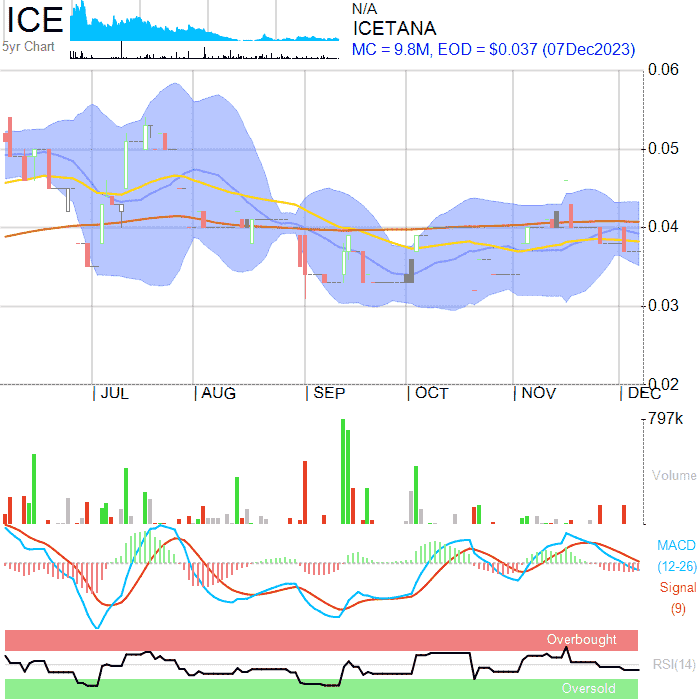 ICE
5yr Chart
N/A
ICETANA
MC = 9.8M, EOD = $0.037 (07Dec2023)
0.06
0.05
0.04
0.03
0.02
JUL AUG SEP OCT NOV DEC
797k
Volume
MACD
(12-26)
Signal
(9)
Overbought
RSI(14)
Oversold